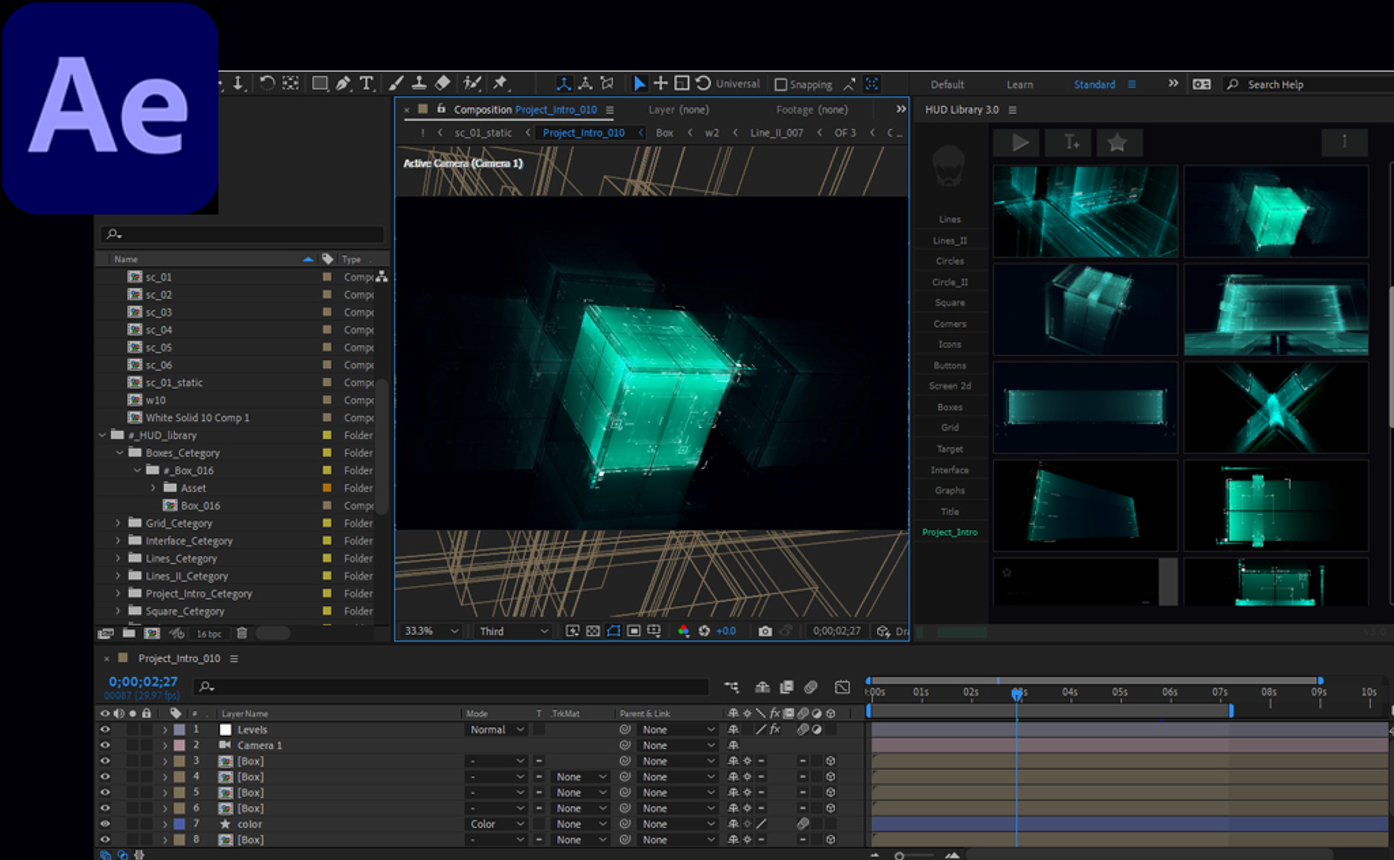 Ae
Universal
Snapping
Default
Learn
Standard
Search Help
Composition Project_Intro_010
Layer (none)
Footage (none)
sc_01_static
Project_Intro_010
Box
w2
Line_II_007
OF 3
Active Camera (Camera 1)
HUD Library 3.0
Lines
Lines_II
Circles
Circle_II
Square
Corners
Icons
Buttons
Screen 2d
Boxes
Grid
Target
Interface
Graphs
Title
Project_Intro
Name
Type
sc_01
Compo
sc_02
Compo
sc_03
Compo
sc_04
Compo
sc_05
Compo
sc_06
Compo
sc_01_static
Compo
w10
Compo
White Solid 10 Comp 1
Compo
#_HUD_library
Folder
Boxes_Cetegory
Folder
#_Box_016
Folder
Asset
Folder
Box_016
Compo
Grid_Cetegory
Folder
Interface_Cetegory
Folder
Lines_Cetegory
Folder
Lines_II_Cetegory
Folder
Project_Intro_Cetegory
Folder
Square_Cetegory
Folder
16 bpc
33.3%
Third
+0.0
0;00;02;27
Dra
v3.0
Project_Intro_010
0;00;02;27
00087 (29.97 fps)
# Layer Name
Mode
T .TrkMat
Parent & Link
fx
:00s 01s 02s 03s 04s 05s 06s 07s 08s 09s 10s
1 Levels Normal None fx
2 Camera 1 None
3 [Box] - None
4 [Box] - None None
5 [Box] - None None
6 [Box] - None None
7 color Color None None
8 [Box] - None None